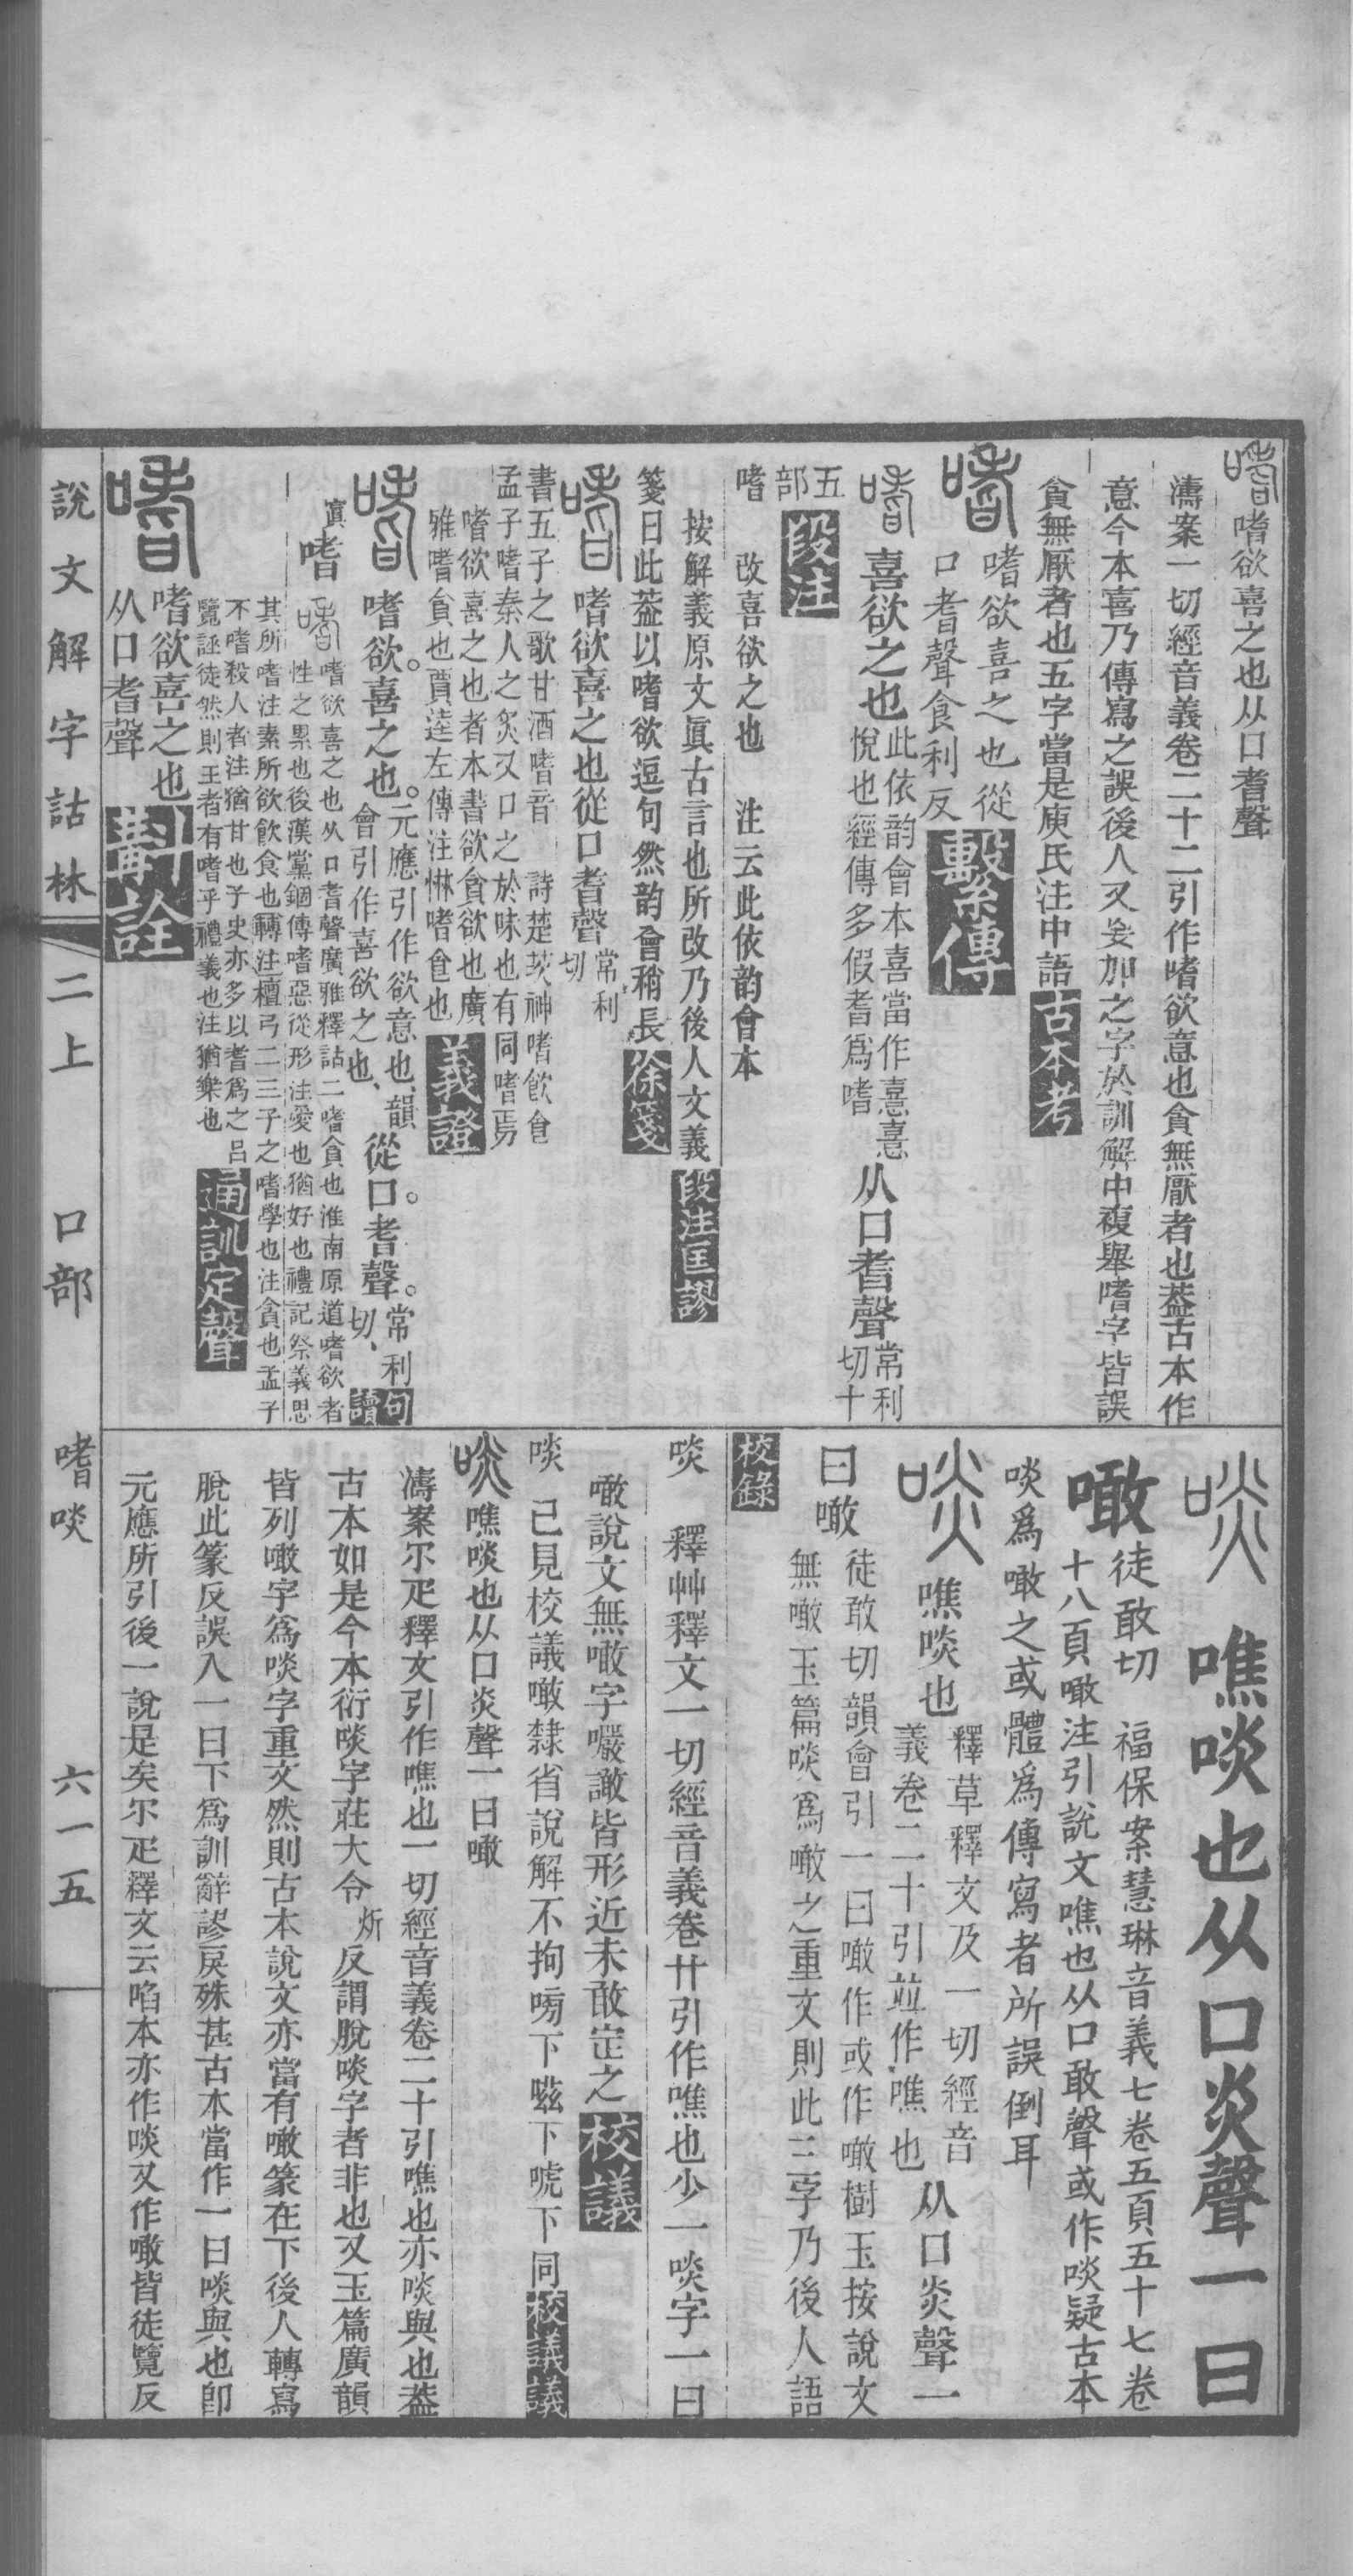 嗜嗜欲喜之也从口耆聲
濤案一切經音義卷二十二引作嗜欲意也貪無厭者也葢古本作
意今本喜乃傳寫之誤後人又妄加之字於訓解中複舉嗜字皆誤
貪無厭者也五字當是庾氏注中語古本考
嗜嗜欲喜之也從
口耆聲食利反繫傳
嗜喜欲之也此依韵會本喜當作憙憙
悅也經傳多假耆爲嗜从口耆聲常利
切十
五部段注
嗜 改喜欲之也 注云此依韵會本
按解義原文眞古言也所改乃後人文義段注匡謬
箋曰此葢以嗜欲逗句然韵會稍長徐箋
嗜嗜欲喜之也從口耆聲常利
切
書五子之歌甘酒嗜音 詩楚茨神嗜飮食
孟子嗜秦人之炙又口之於味也有同嗜焉
嗜欲喜之也者本書欲貪欲也廣
雅嗜貪也賈逵左傳注惏嗜食也義證
嗜嗜欲。喜之也。元應引作欲意也、韻
會引作喜欲之也、從口。耆聲。常利
切、句讀
嗜嗜嗜欲喜之也从口耆聲廣雅釋詁二嗜貪也淮南原道嗜欲者
性之累也後漢黨錮傳嗜惡從形注愛也猶好也禮記祭義思
其所嗜注素所欲飮食也轉注檀弓二三子之嗜學也注貪也孟子
不嗜殺人者注猶甘也子史亦多以耆爲之呂
覽誣徒然則王者有嗜乎禮義也注猶樂也通訓定聲
嗜嗜欲喜之也
从口耆聲斠詮
啖 噍啖也从口炎聲一曰
噉徒敢切 福保案慧琳音義七卷五頁五十七卷
十八頁噉注引說文噍也从口敢聲或作啖疑古本
啖爲噉之或體爲傳寫者所誤倒耳
啖噍啖也釋草釋文及一切經音
義卷二十引並作噍也从口炎聲一
曰噉徒敢切韻會引一曰噉作或作噉樹玉按說文
無噉玉篇啖爲噉之重文則此三字乃後人語
校錄
啖 釋艸釋文一切經音義卷廿引作噍也少一啖字一曰
噉說文無噉字囐譀皆形近未敢定之校議
啖 已見校議噉隸省說解不拘㖡下嗞下唬下同校議議
啖噍啖也从口炎聲一曰噉
濤案尔疋釋文引作噍也一切經音義卷二十引噍也亦啖與也葢
古本如是今本衍啖字莊大令炘反謂脫啖字者非也又玉篇廣韻
皆列噉字爲啖字重文然則古本說文亦當有噉篆在下後人轉寫
脫此篆反誤入一曰下爲訓辭謬戾殊甚古本當作一曰啖與也卽
元應所引後一說是矣尔疋釋文云啗本亦作啖又作噉皆徒覽反
說文解字詁林 二上 口部 嗜啖 六一五